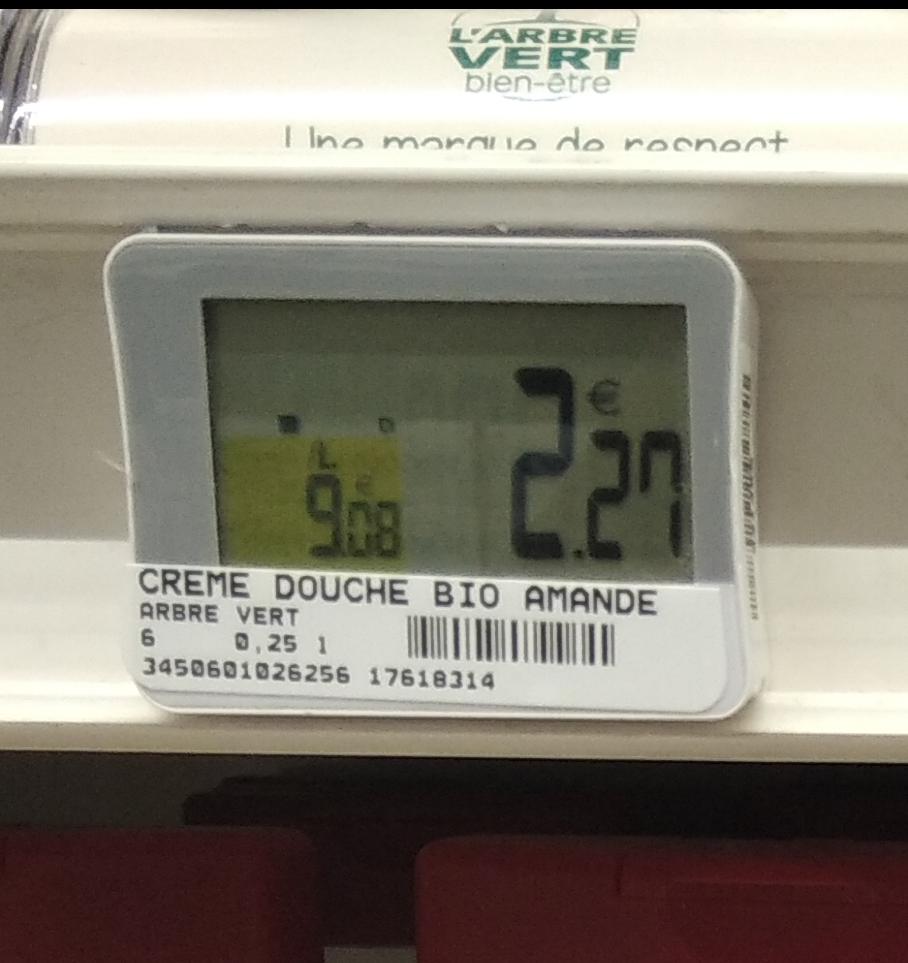 L'ARBRE
VERT
bien-être
Une marque de respect
2.27 €
L
9.08 €
CREME DOUCHE BIO AMANDE
ARBRE VERT
6 0,25 l
3450601026256 17618314